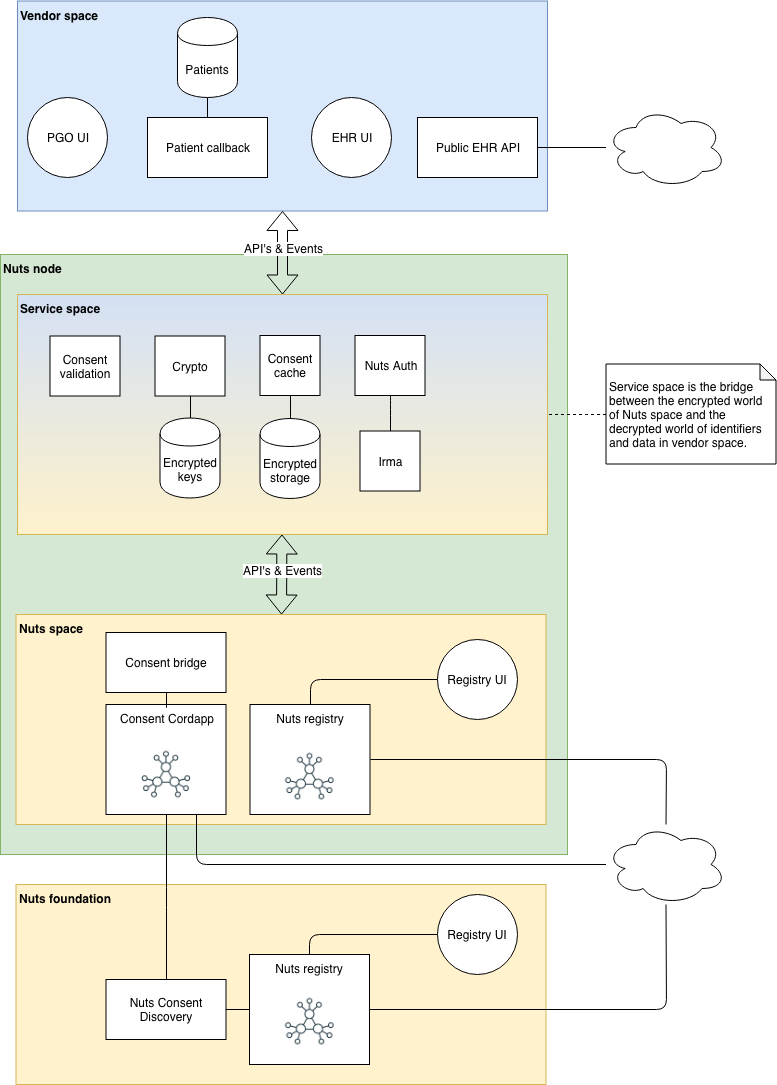 Vendor space
Patients
PGO UI
Patient callback
EHR UI
Public EHR API
API's & Events
Nuts node
Service space
Consent
validation
Crypto
Consent
cache
Nuts Auth
Encrypted
keys
Encrypted
storage
Irma
Service space is the bridge
between the encrypted world
of Nuts space and the
decrypted world of identifiers
and data in vendor space.
API's & Events
Nuts space
Consent bridge
Consent Cordapp
Nuts registry
Registry UI
Nuts foundation
Registry UI
Nuts registry
Nuts Consent
Discovery